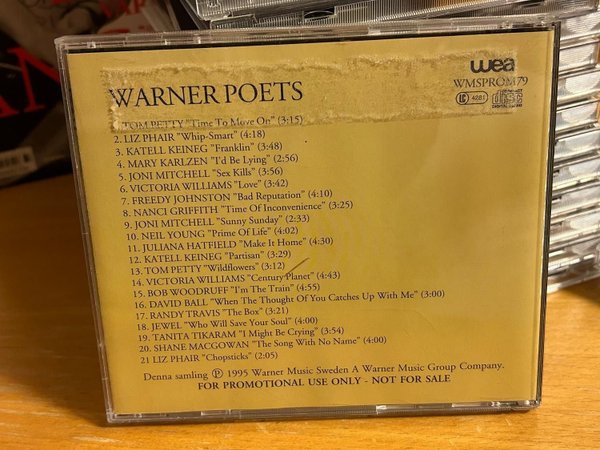 wea
WARNER POETS
WMSPROM79
LC 4281
1. TOM PETTY "Time To Move On" (3:15)
2. LIZ PHAIR "Whip-Smart" (4:18)
3. KATELL KEINEG "Franklin" (3:48)
4. MARY KARLZEN "I'd Be Lying" (2:56)
5. JONI MITCHELL "Sex Kills" (3:56)
6. VICTORIA WILLIAMS "Love" (3:42)
7. FREEDY JOHNSTON "Bad Reputation" (4:10)
8. NANCI GRIFFITH "Time Of Inconvenience" (3:25)
9. JONI MITCHELL "Sunny Sunday" (2:33)
10. NEIL YOUNG "Prime Of Life" (4:02)
11. JULIANA HATFIELD "Make It Home" (4:30)
12. KATELL KEINEG "Partisan" (3:29)
13. TOM PETTY "Wildflowers" (3:12)
14. VICTORIA WILLIAMS "Century Planet" (4:43)
15. BOB WOODRUFF "I'm The Train" (4:55)
16. DAVID BALL "When The Thought Of You Catches Up With Me" (3:00)
17. RANDY TRAVIS "The Box" (3:21)
18. JEWEL "Who Will Save Your Soul" (4:00)
19. TANITA TIKARAM "I Might Be Crying" (3:54)
20. SHANE MACGOWAN "The Song With No Name" (4:00)
21 LIZ PHAIR "Chopsticks" (2:05)
Denna samling ℗ 1995 Warner Music Sweden A Warner Music Group Company.
FOR PROMOTIONAL USE ONLY - NOT FOR SALE